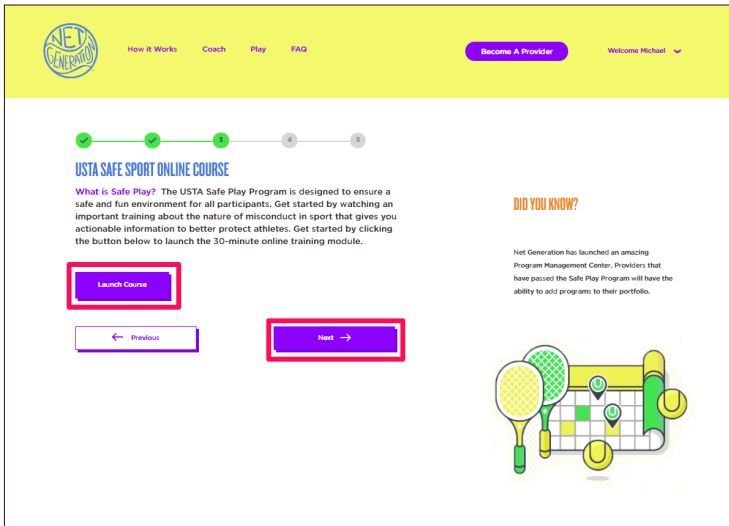 NET
GENERATION
How it Works
Coach
Play
FAQ
Become A Provider
Welcome Michael
3
4
5
USTA SAFE SPORT ONLINE COURSE
What is Safe Play? The USTA Safe Play Program is designed to ensure a
safe and fun environment for all participants. Get started by watching an
important training about the nature of misconduct in sport that gives you
actionable information to better protect athletes. Get started by clicking
the button below to launch the 30-minute online training module.
Launch Course
Previous
Next
DID YOU KNOW?
Net Generation has launched an amazing
Program Management Center. Providers that
have passed the Safe Play Program will have the
ability to add programs to their portfolio.